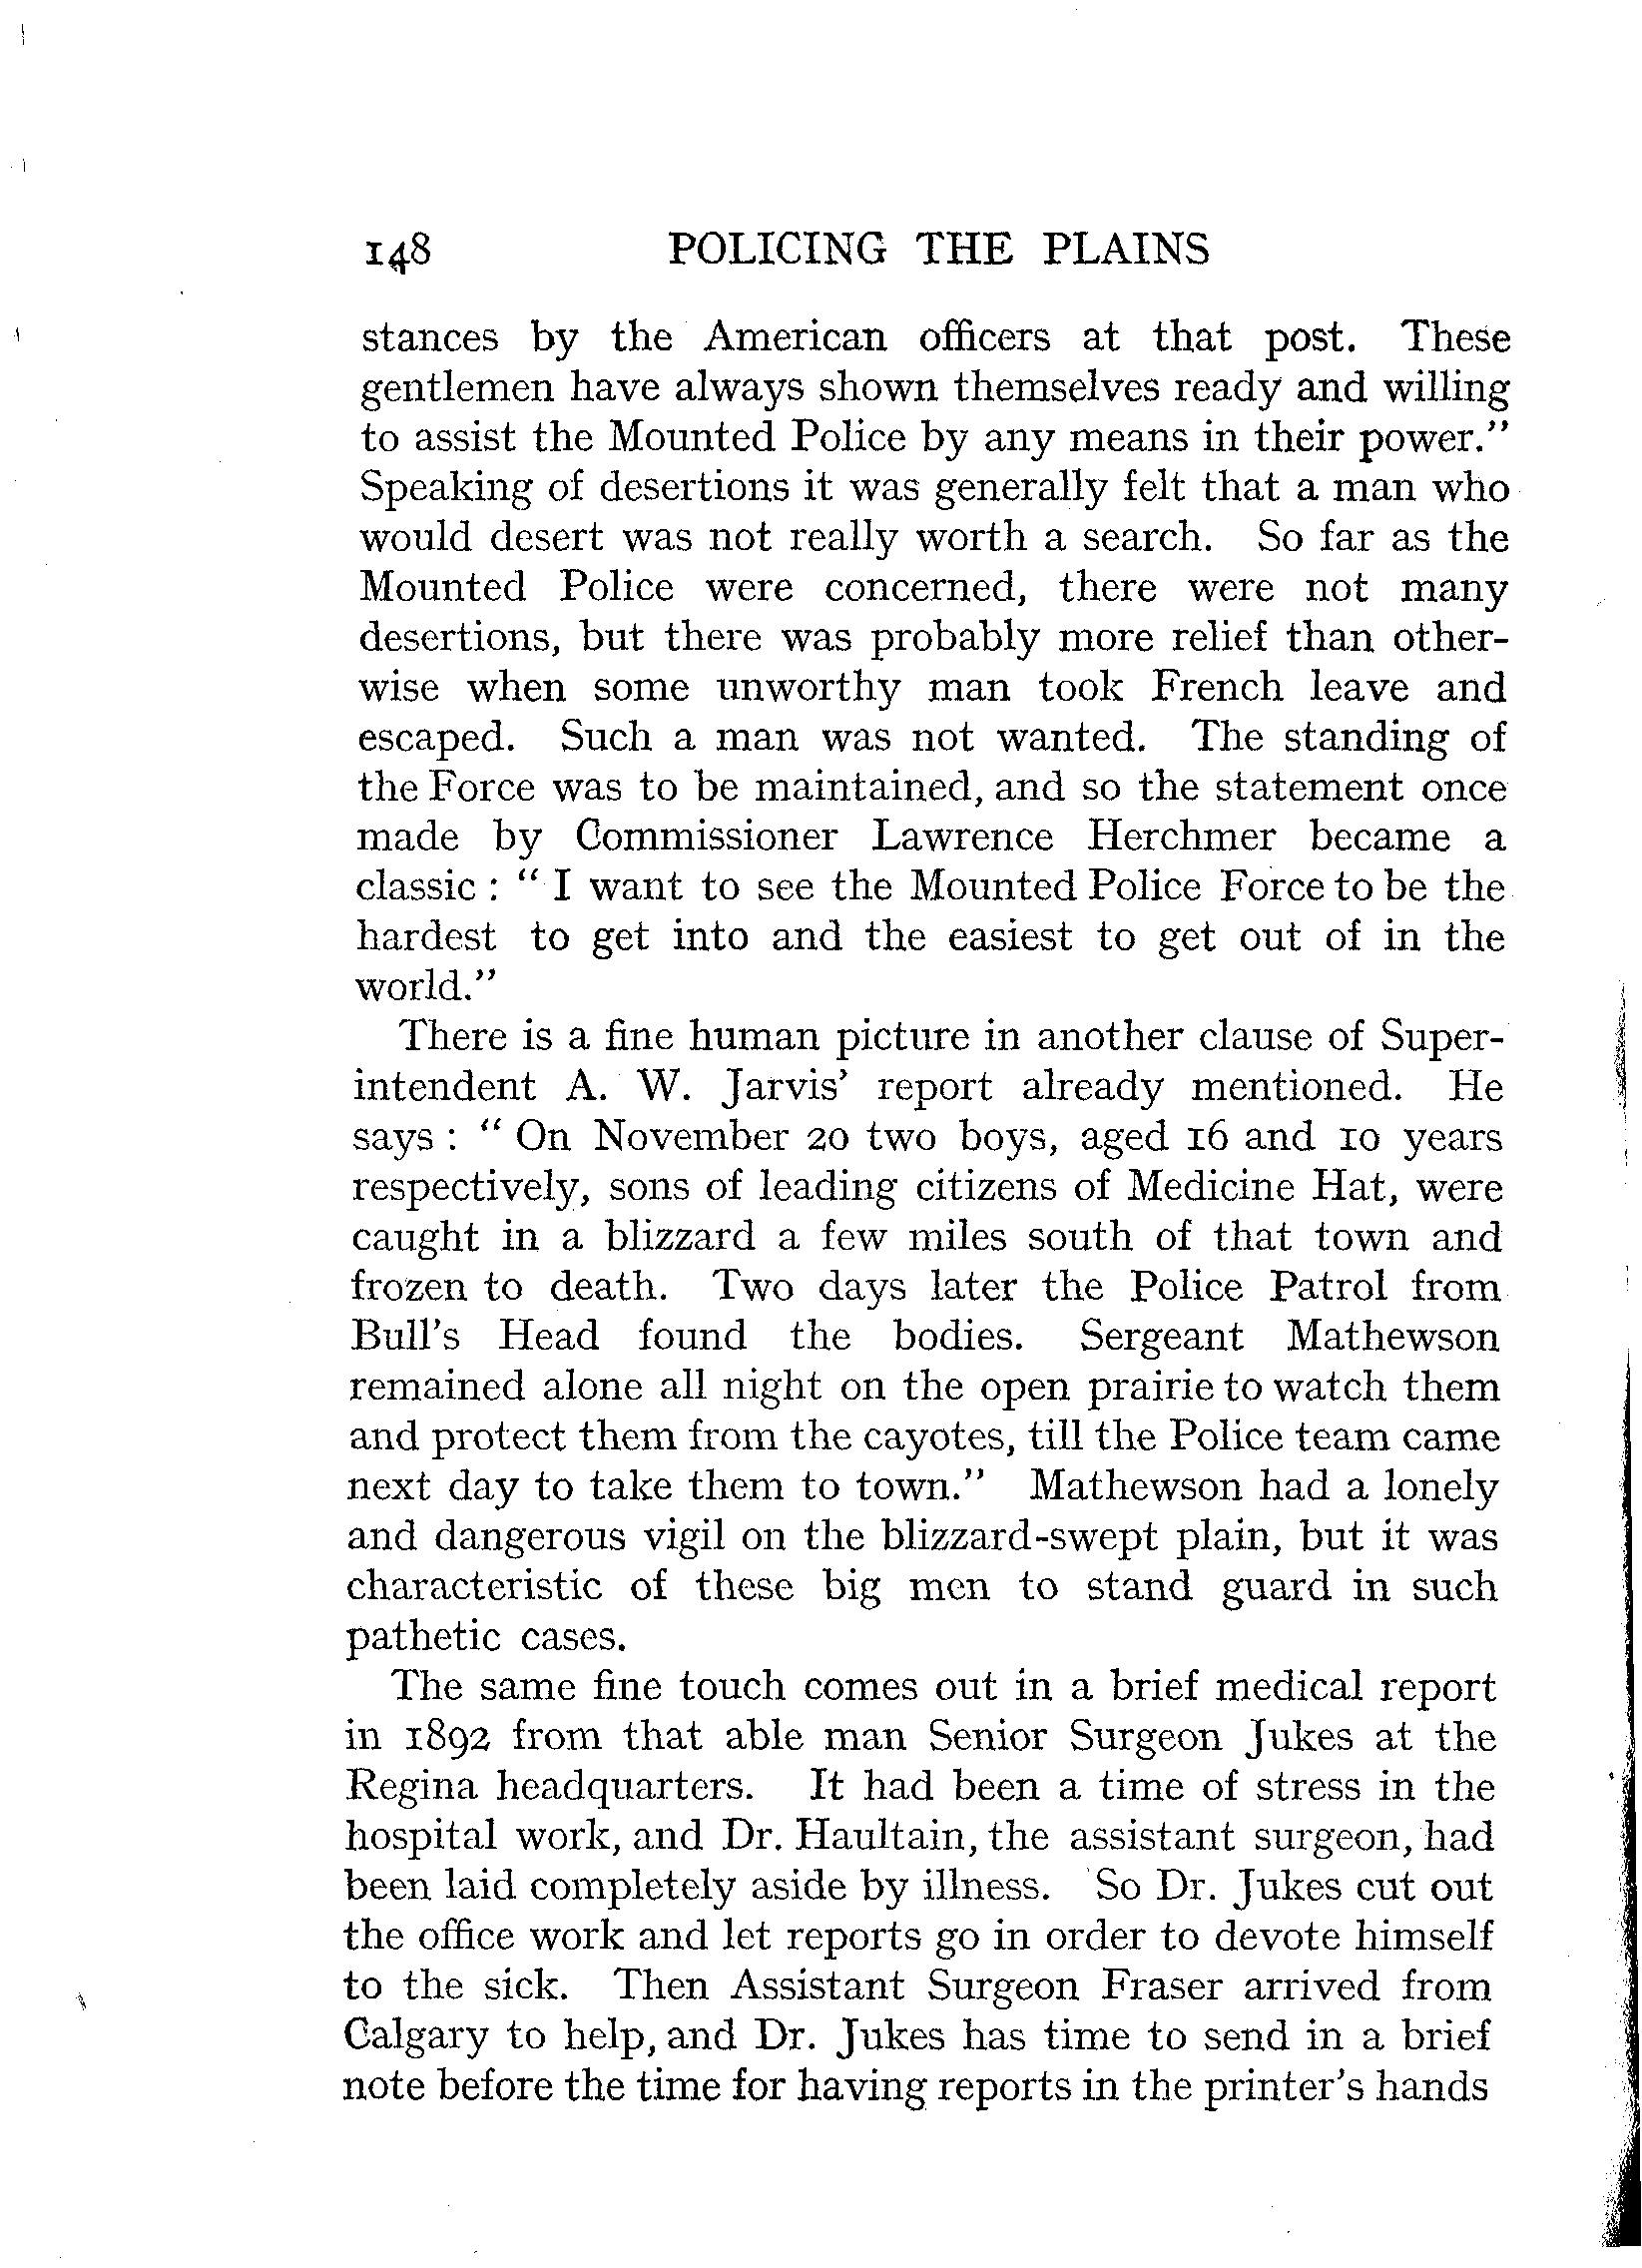 148 POLICING THE PLAINS
stances by the American officers at that post. These
gentlemen have always shown themselves ready and willing
to assist the Mounted Police by any means in their power.”
Speaking of desertions it was generally felt that a man who
would desert was not really worth a search. So far as the
Mounted Police were concerned, there were not many
desertions, but there was probably more relief than other-
wise when some unworthy man took French leave and
escaped. Such a man was not wanted. The standing of
the Force was to be maintained, and so the statement once
made by Commissioner Lawrence Herchmer became a
classic : “ I want to see the Mounted Police Force to be the
hardest to get into and the easiest to get out of in the
world.”
There is a fine human picture in another clause of Super-
intendent A. W. Jarvis’ report already mentioned. He
says : “ On November 20 two boys, aged 16 and 10 years
respectively, sons of leading citizens of Medicine Hat, were
caught in a blizzard a few miles south of that town and
frozen to death. Two days later the Police Patrol from
Bull’s Head found the bodies. Sergeant Mathewson
remained alone all night on the open prairie to watch them
and protect them from the cayotes, till the Police team came
next day to take them to town.” Mathewson had a lonely
and dangerous vigil on the blizzard-swept plain, but it was
characteristic of these big men to stand guard in such
pathetic cases.
The same fine touch comes out in a brief medical report
in 1892 from that able man Senior Surgeon Jukes at the
Regina headquarters. It had been a time of stress in the
hospital work, and Dr. Haultain, the assistant surgeon, had
been laid completely aside by illness. So Dr. Jukes cut out
the office work and let reports go in order to devote himself
to the sick. Then Assistant Surgeon Fraser arrived from
Calgary to help, and Dr. Jukes has time to send in a brief
note before the time for having reports in the printer’s hands